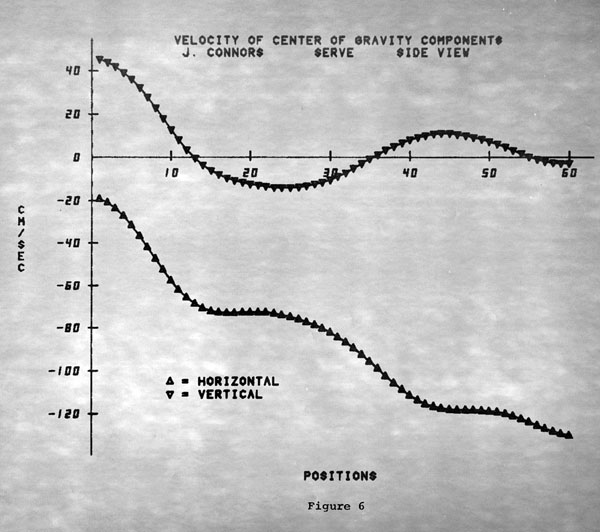 VELOCITY OF CENTER OF GRAVITY COMPONENTS
J. CONNORS SERVE SIDE VIEW
40
20
0
10 20 30 40 50 60
-20
-40
-60
-80
-100
-120
CM/SEC
△ = HORIZONTAL
▽ = VERTICAL
POSITIONS
Figure 6